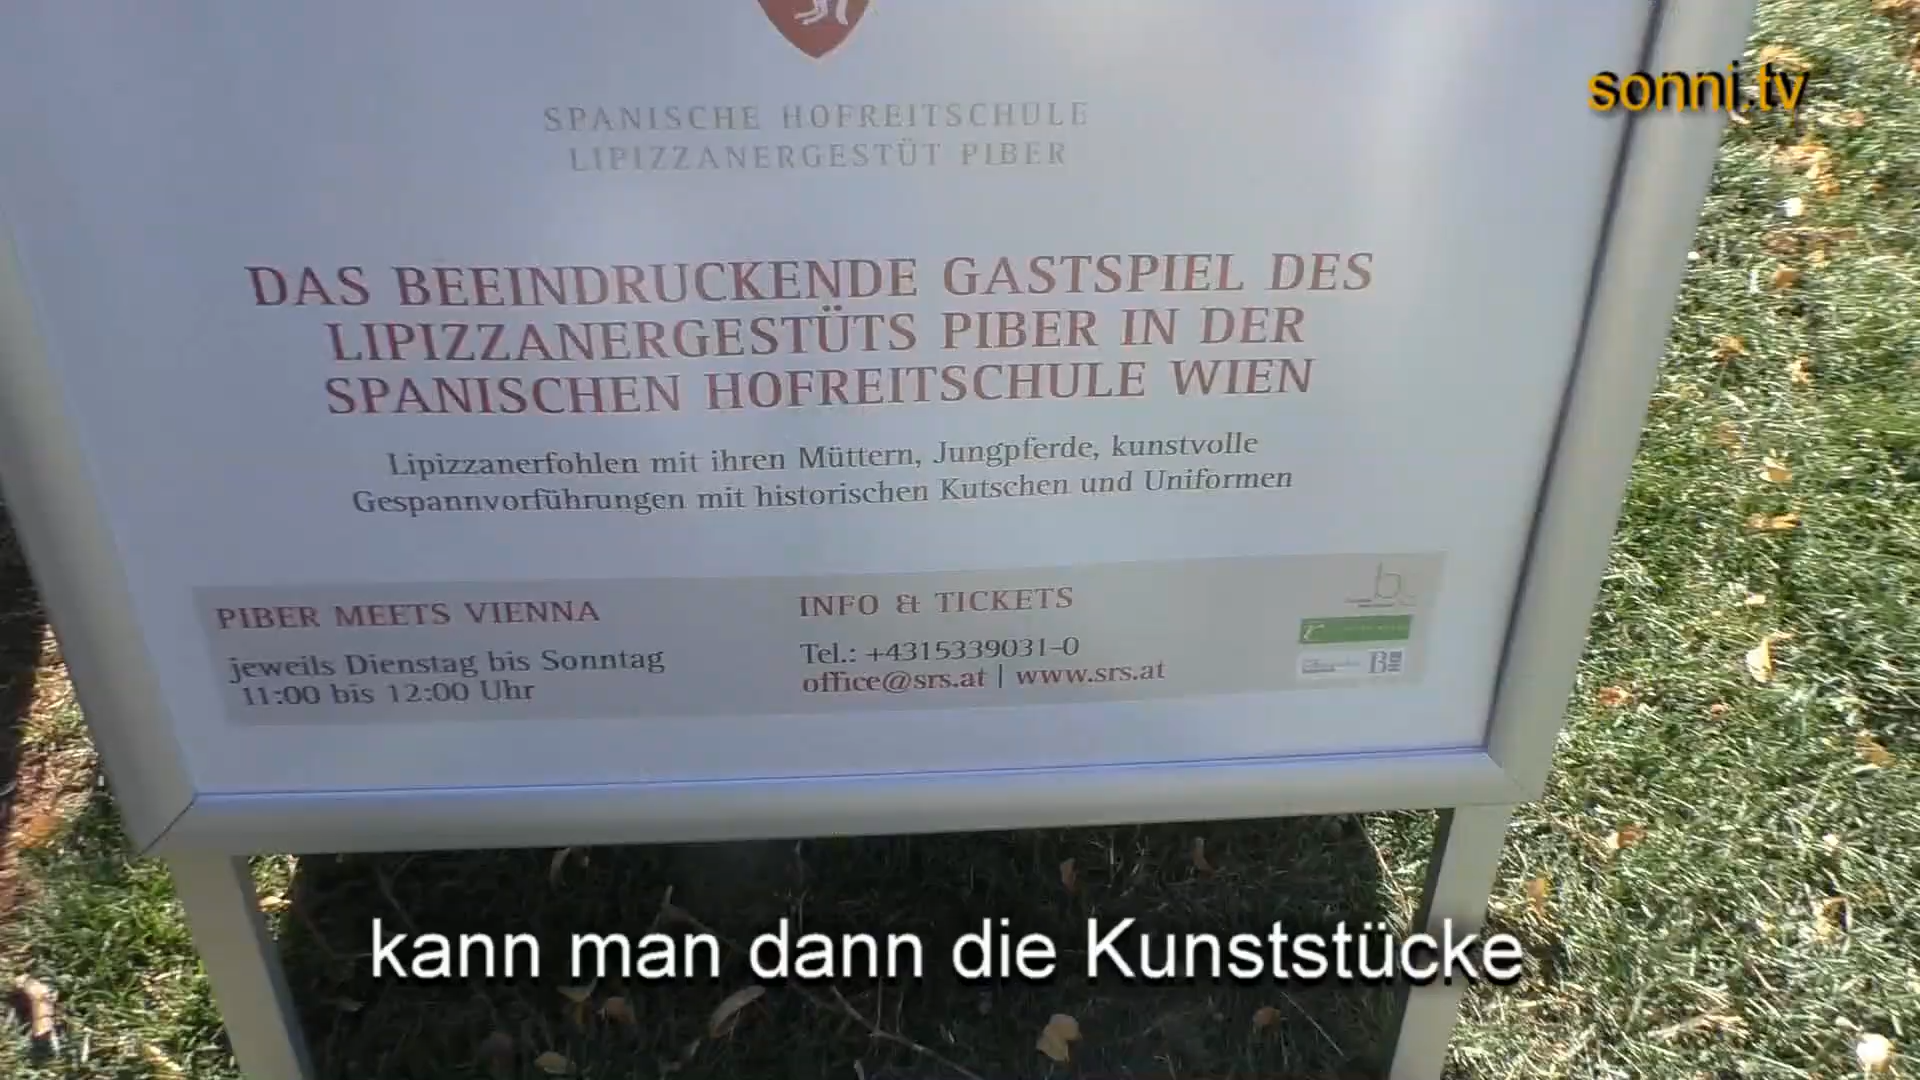 sonni.tv
SPANISCHE HOFREITSCHULE
LIPIZZANERGESTÜT PIBER
DAS BEEINDRUCKENDE GASTSPIEL DES
LIPIZZANERGESTÜTS PIBER IN DER
SPANISCHEN HOFREITSCHULE WIEN
Lipizzanerfohlen mit ihren Müttern, Jungpferde, kunstvolle
Gespannvorführungen mit historischen Kutschen und Uniformen
PIBER MEETS VIENNA
jeweils Dienstag bis Sonntag
11:00 bis 12:00 Uhr
INFO & TICKETS
Tel.: +4315339031-0
office@srs.at | www.srs.at
kann man dann die Kunststücke